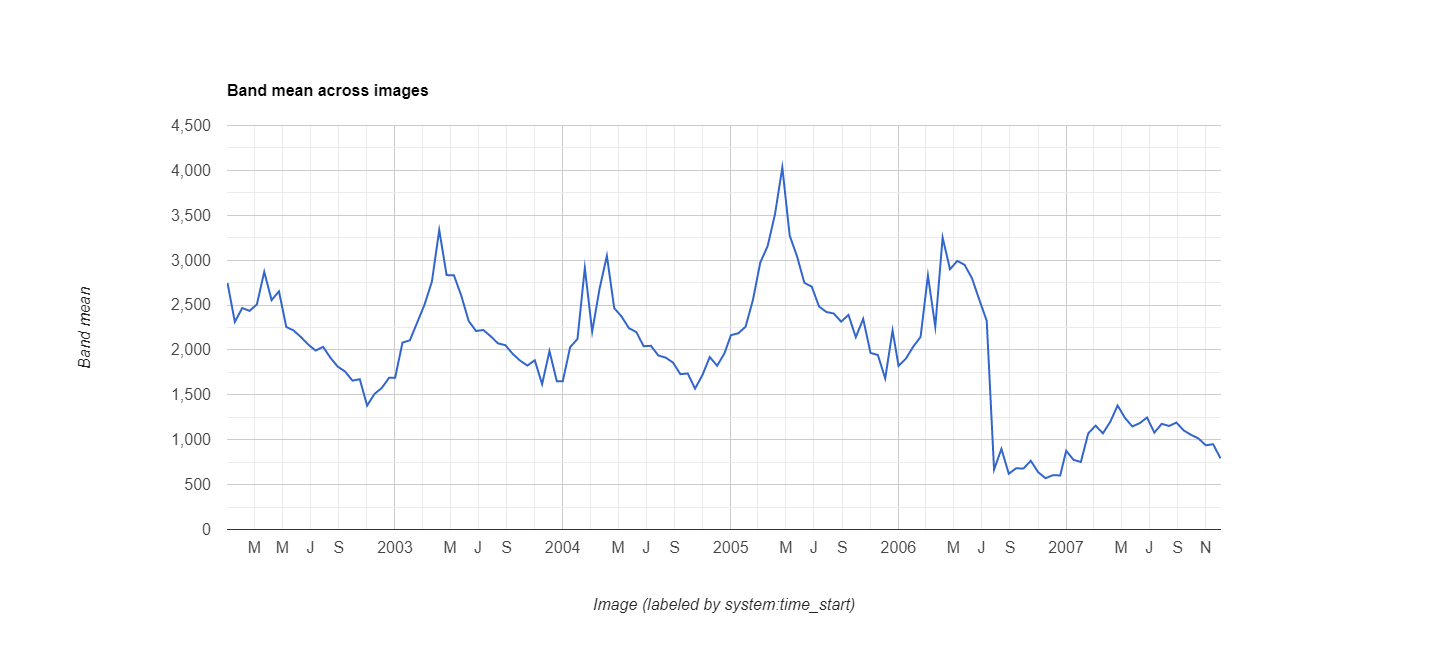 Band mean across images
4,500
4,000
3,500
3,000
2,500
2,000
1,500
1,000
500
0
Band mean
M M J S 2003 M J S 2004 M J S 2005 M J S 2006 M J S 2007 M J S N
Image (labeled by system:time_start)